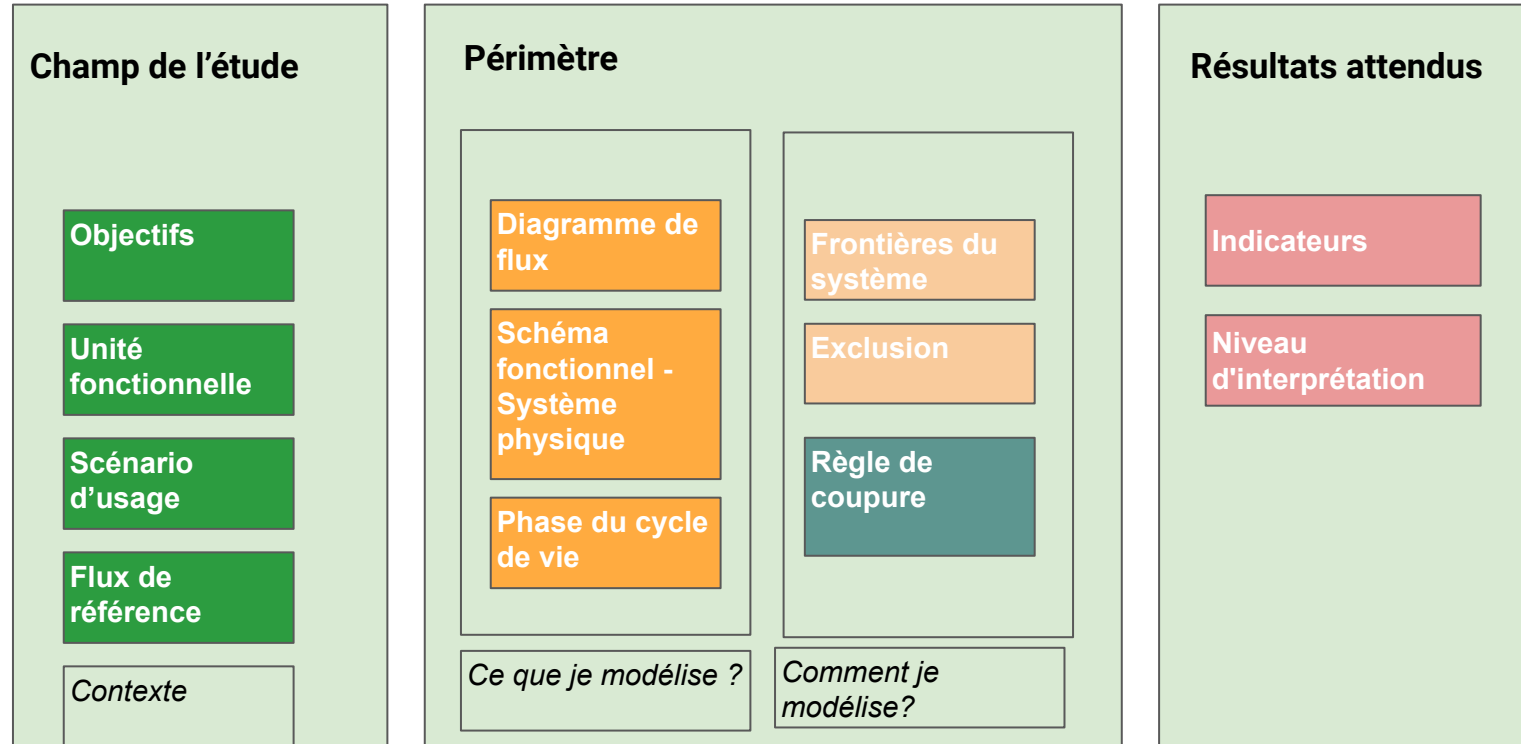 Champ de l’étude
Objectifs
Unité
fonctionnelle
Scénario
d’usage
Flux de
référence
Contexte
Périmètre
Diagramme de
flux
Schéma
fonctionnel -
Système
physique
Phase du cycle
de vie
Ce que je modélise ?
Frontières du
système
Exclusion
Règle de
coupure
Comment je
modélise?
Résultats attendus
Indicateurs
Niveau
d'interprétation